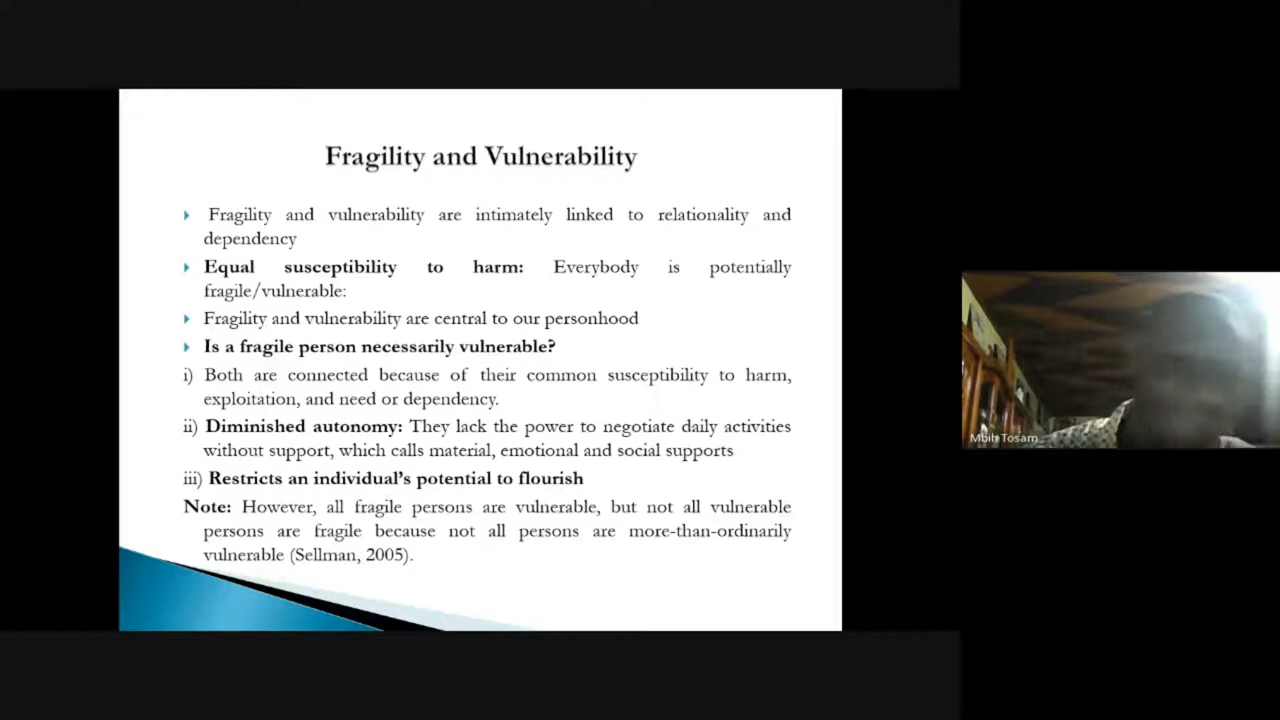 Fragility and Vulnerability
Fragility and vulnerability are intimately linked to relationality and
dependency
Equal susceptibility to harm: Everybody is potentially
fragile/vulnerable:
Fragility and vulnerability are central to our personhood
Is a fragile person necessarily vulnerable?
i) Both are connected because of their common susceptibility to harm,
exploitation, and need or dependency.
ii) Diminished autonomy: They lack the power to negotiate daily activities
without support, which calls material, emotional and social supports
iii) Restricts an individual's potential to flourish
Note: However, all fragile persons are vulnerable, but not all vulnerable
persons are fragile because not all persons are more-than-ordinarily
vulnerable (Sellman, 2005).
Mbih Tosam